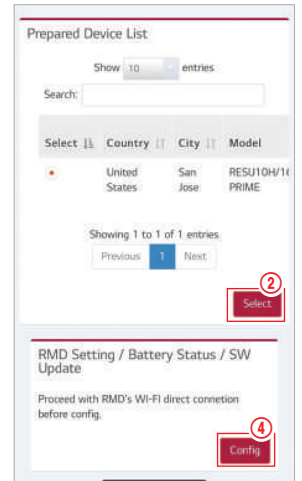 Prepared Device List
Show 10 entries
Search:
Select Country City Model
United States San Jose RESU10H/16 PRIME
Showing 1 to 1 of 1 entries
Previous 1 Next
②
Select
RMD Setting / Battery Status / SW
Update
Proceed with RMD's WI-FI direct connetion
before config.
④
Config